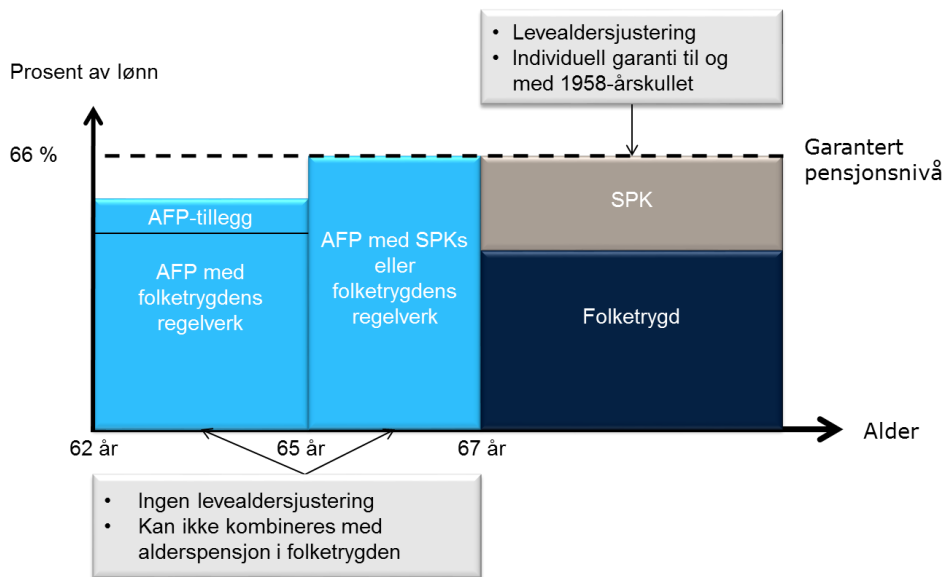 • Levealdersjustering
• Individuell garanti til og
med 1958-årskullet
Prosent av lønn
66 %
Garantert
pensjonsnivå
AFP-tillegg
AFP med
folketrygdens
regelverk
AFP med SPKs
eller
folketrygdens
regelverk
SPK
Folketrygd
62 år
65 år
67 år
Alder
• Ingen levealdersjustering
• Kan ikke kombineres med
alderspensjon i folketrygden